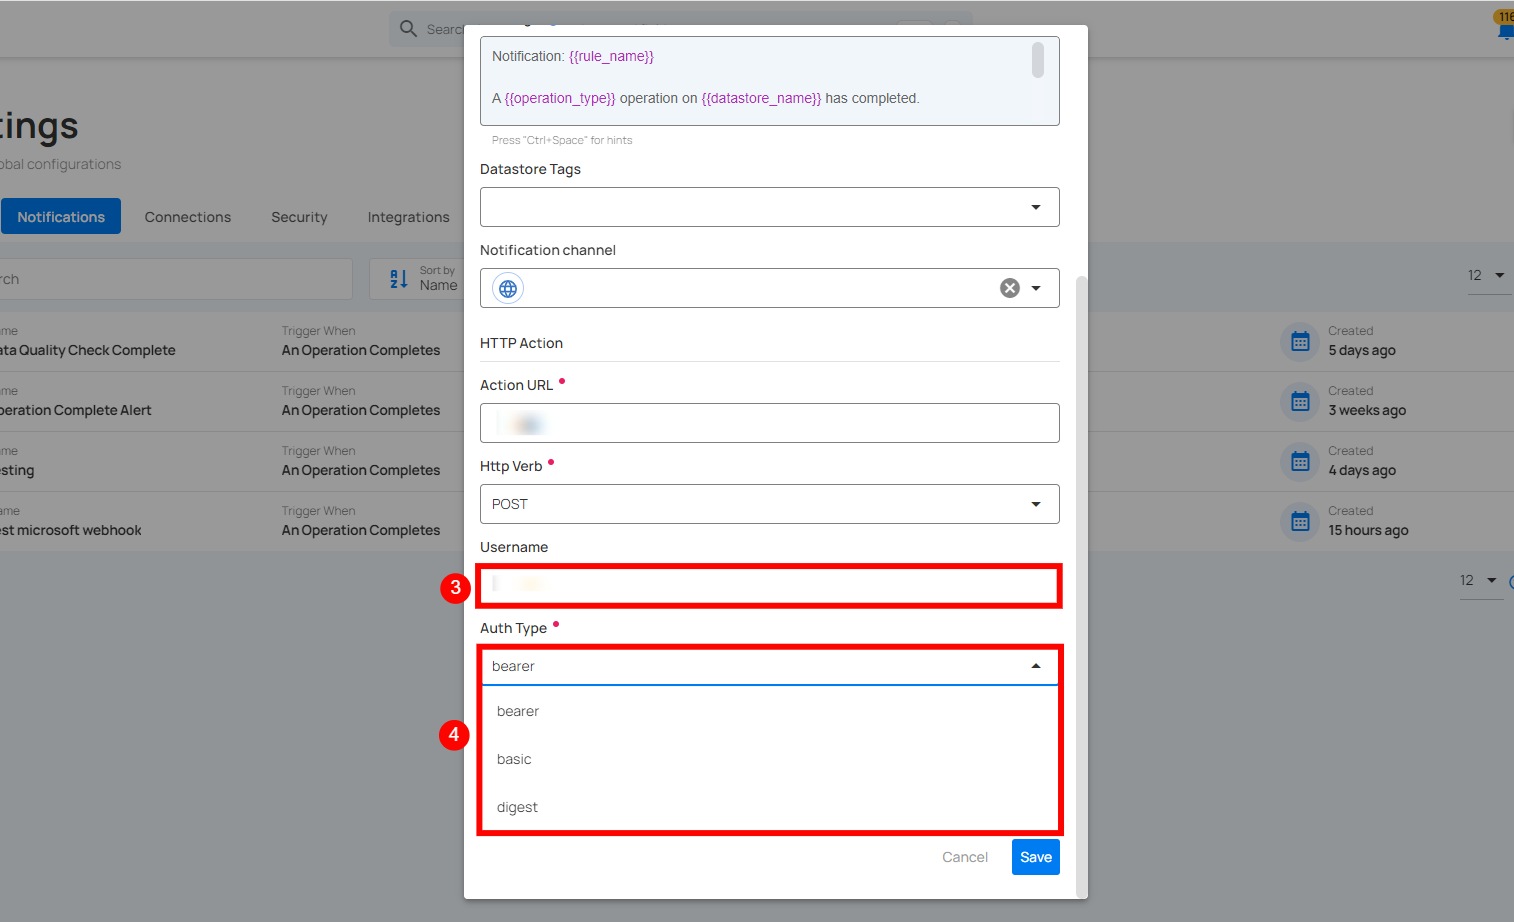 Search
116
Notification: {{rule_name}}
A {{operation_type}} operation on {{datastore_name}} has completed.
Press "Ctrl+Space" for hints
tings
obal configurations
Datastore Tags
Notifications
Connections
Security
Integrations
Notification channel
rch
Sort by
Name
12
HTTP Action
Action URL
Http Verb
POST
Username
3
Auth Type
bearer
4
bearer
basic
digest
Cancel
Save
ame
ata Quality Check Complete
Trigger When
An Operation Completes
Created
5 days ago
ame
peration Complete Alert
Trigger When
An Operation Completes
Created
3 weeks ago
ame
esting
Trigger When
An Operation Completes
Created
4 days ago
ame
est microsoft webhook
Trigger When
An Operation Completes
Created
15 hours ago
12